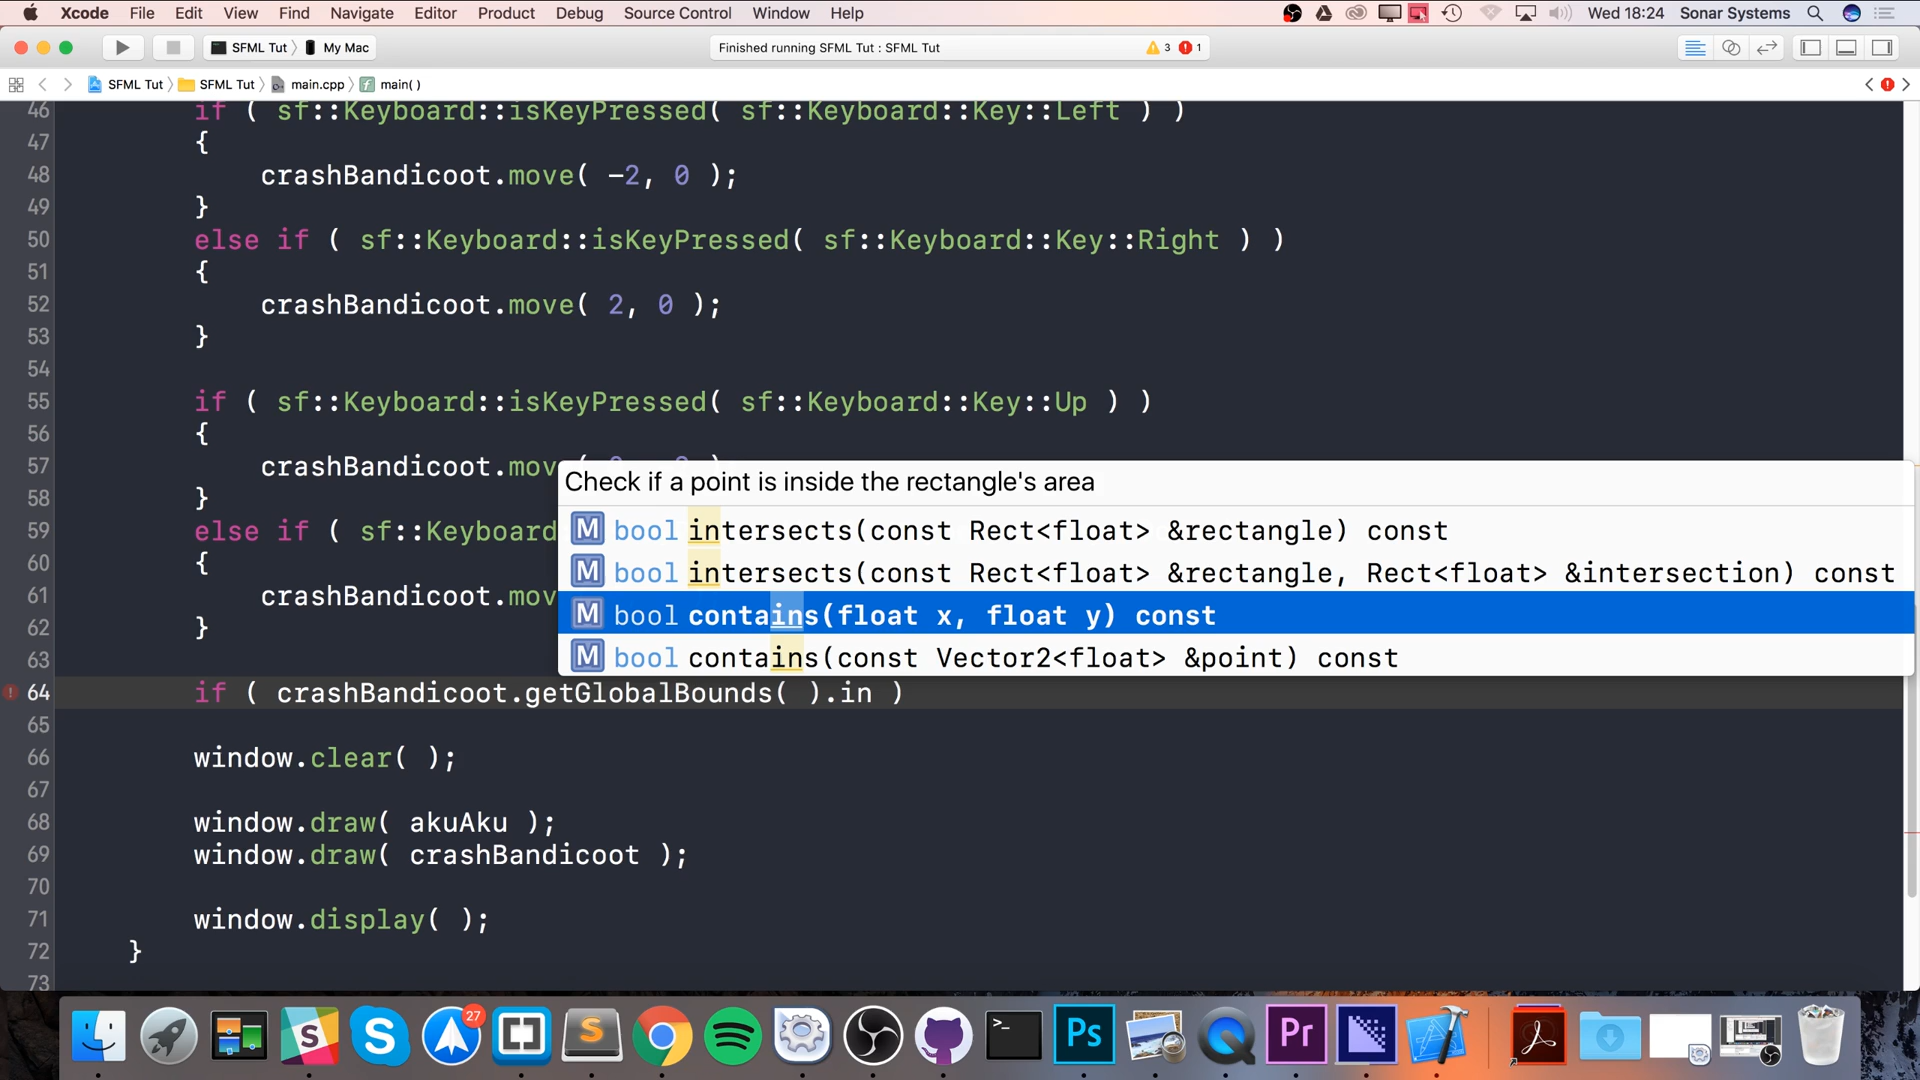 Xcode File Edit View Find Navigate Editor Product Debug Source Control Window Help Wed 18:24 Sonar Systems
SFML Tut My Mac Finished running SFML Tut : SFML Tut 3 1
SFML Tut SFML Tut main.cpp main( )
46 if ( sf::Keyboard::isKeyPressed( sf::Keyboard::Key::Left ) )
47 {
48 crashBandicoot.move( -2, 0 );
49 }
50 else if ( sf::Keyboard::isKeyPressed( sf::Keyboard::Key::Right ) )
51 {
52 crashBandicoot.move( 2, 0 );
53 }
54
55 if ( sf::Keyboard::isKeyPressed( sf::Keyboard::Key::Up ) )
56 {
57 crashBandicoot.mov
Check if a point is inside the rectangle's area
58 }
M bool intersects(const Rect<float> &rectangle) const
59 else if ( sf::Keyboard
60 {
M bool intersects(const Rect<float> &rectangle, Rect<float> &intersection) const
61 crashBandicoot.mov
M bool contains(float x, float y) const
62 }
63
M bool contains(const Vector2<float> &point) const
64 if ( crashBandicoot.getGlobalBounds( ).in )
65
66 window.clear( );
67
68 window.draw( akuAku );
69 window.draw( crashBandicoot );
70
71 window.display( );
72 }
73
S S 27 S >_ Ps Pr